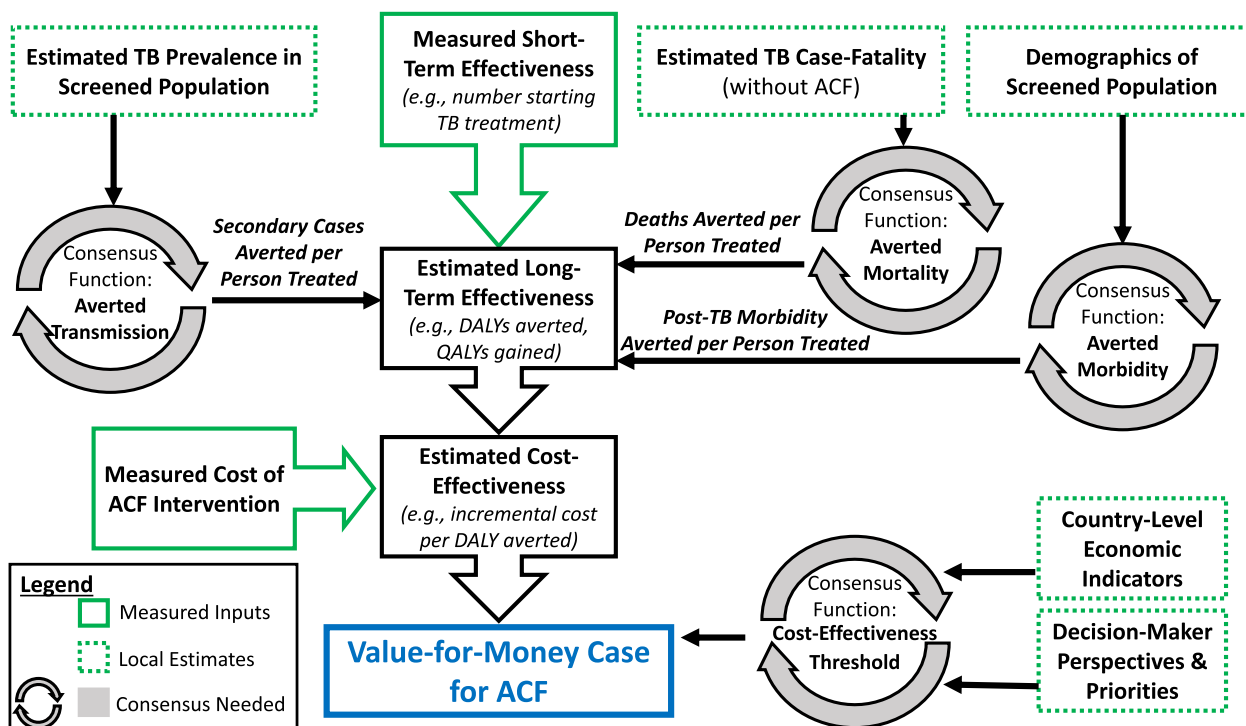 Estimated TB Prevalence in
Screened Population
Measured Short-
Term Effectiveness
(e.g., number starting
TB treatment)
Estimated TB Case-Fatality
(without ACF)
Demographics of
Screened Population
Consensus
Function:
Averted
Transmission
Secondary Cases
Averted per
Person Treated
Estimated Long-
Term Effectiveness
(e.g., DALYs averted,
QALYs gained)
Deaths Averted per
Person Treated
Consensus
Function:
Averted
Mortality
Post-TB Morbidity
Averted per Person Treated
Consensus
Function:
Averted
Morbidity
Measured Cost of
ACF Intervention
Estimated Cost-
Effectiveness
(e.g., incremental cost
per DALY averted)
Country-Level
Economic
Indicators
Consensus
Function:
Cost-Effectiveness
Threshold
Decision-Maker
Perspectives &
Priorities
Value-for-Money Case
for ACF
Legend
Measured Inputs
Local Estimates
Consensus Needed